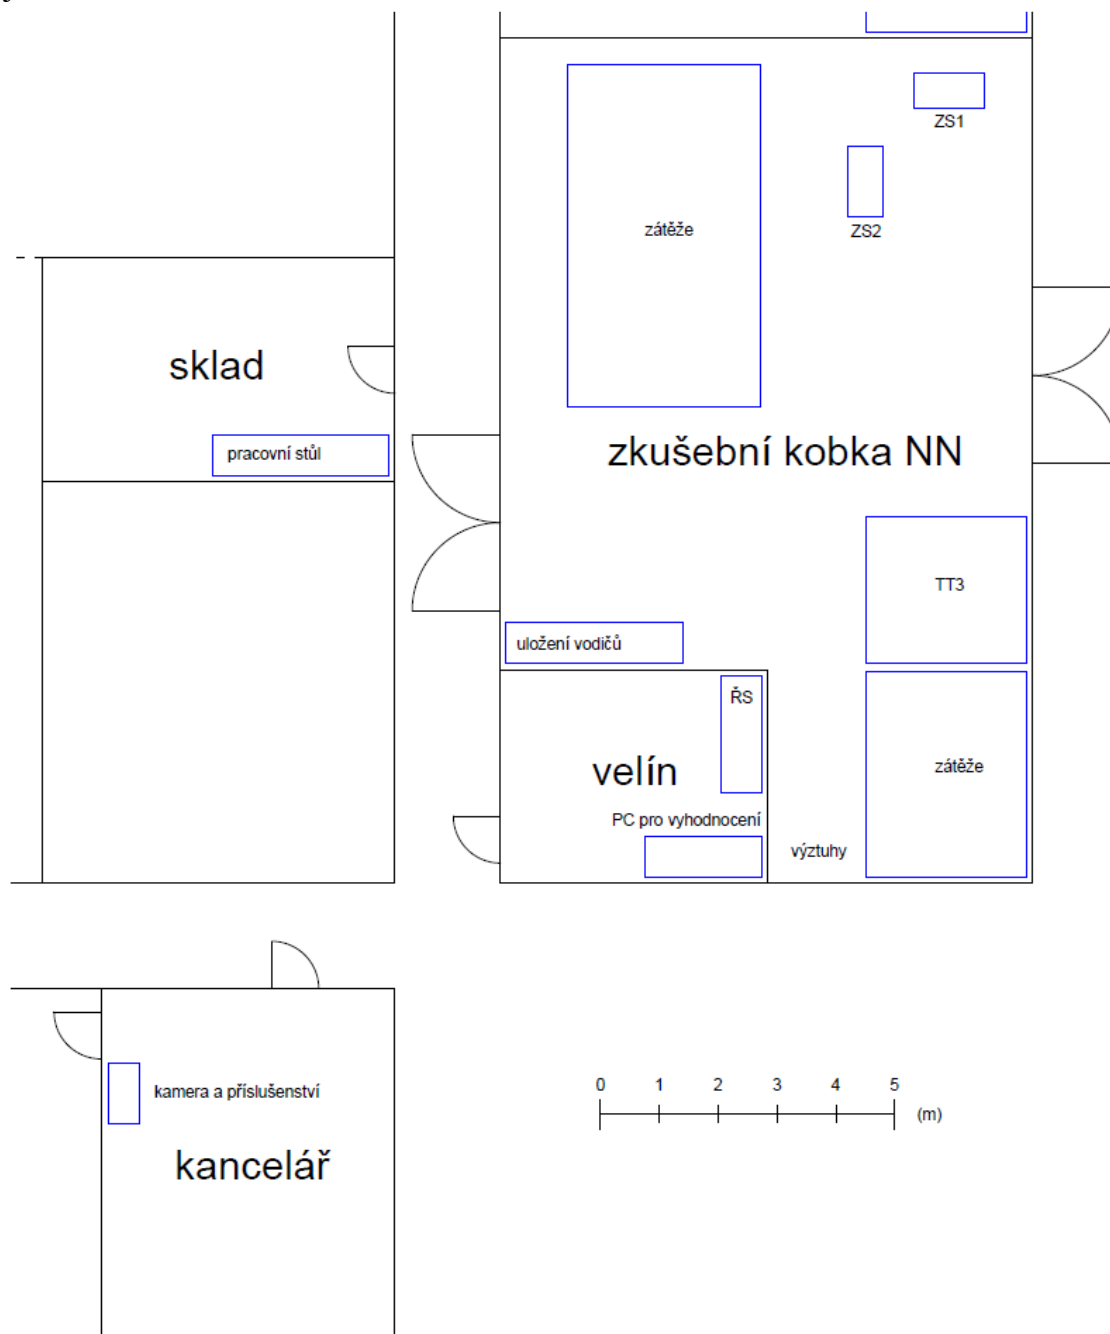 ZS1
ZS2
zátěže
sklad
pracovní stůl
zkušební kobka NN
TT3
uložení vodičů
ŘS
velín
zátěže
PC pro vyhodnocení
výztuhy
0 1 2 3 4 5
(m)
kamera a příslušenství
kancelář